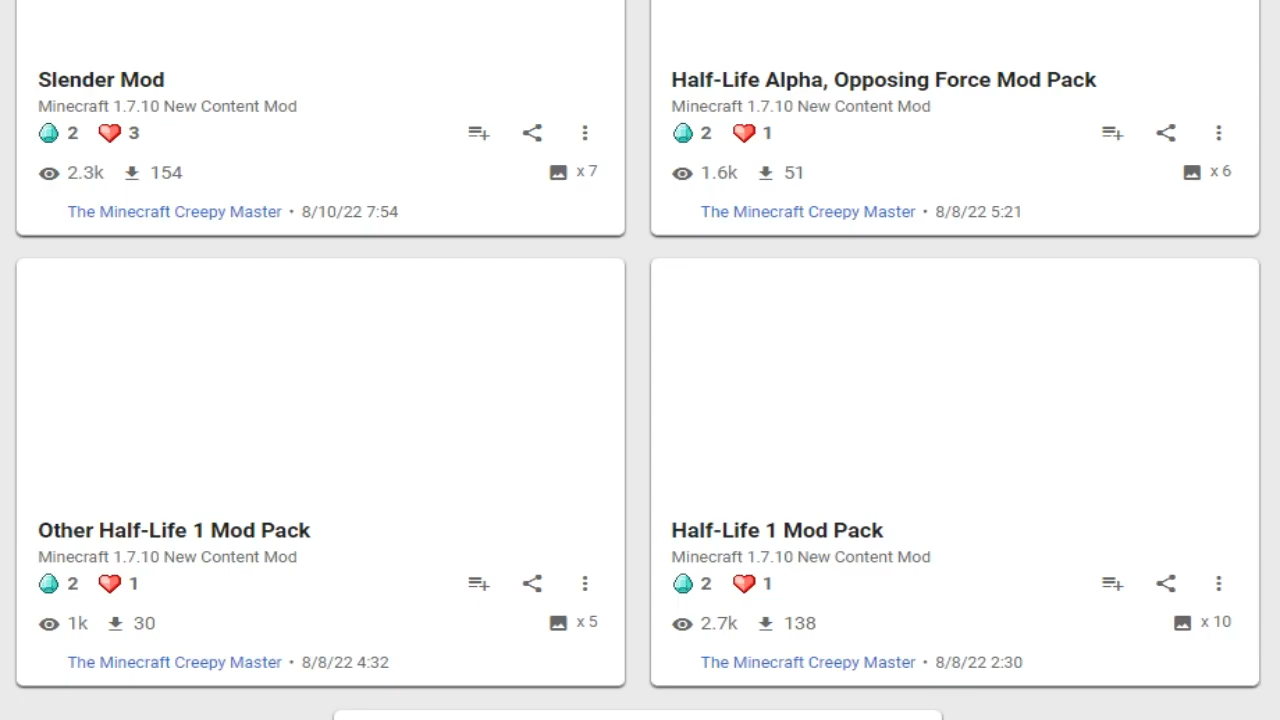 Slender Mod
Minecraft 1.7.10 New Content Mod
2 3
2.3k 154 x 7
The Minecraft Creepy Master • 8/10/22 7:54
Half-Life Alpha, Opposing Force Mod Pack
Minecraft 1.7.10 New Content Mod
2 1
1.6k 51 x 6
The Minecraft Creepy Master • 8/8/22 5:21
Other Half-Life 1 Mod Pack
Minecraft 1.7.10 New Content Mod
2 1
1k 30 x 5
The Minecraft Creepy Master • 8/8/22 4:32
Half-Life 1 Mod Pack
Minecraft 1.7.10 New Content Mod
2 1
2.7k 138 x 10
The Minecraft Creepy Master • 8/8/22 2:30